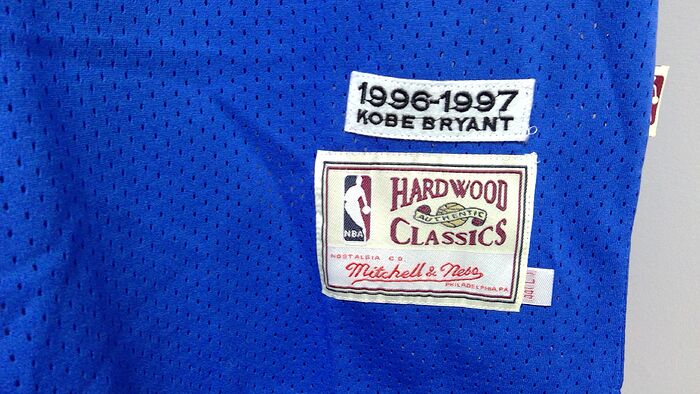 1996-1997
KOBE BRYANT
HARDWOOD
AUTHENTIC
CLASSICS
NBA
NOSTALGIA CO.
Mitchell & Ness
PHILADELPHIA, PA